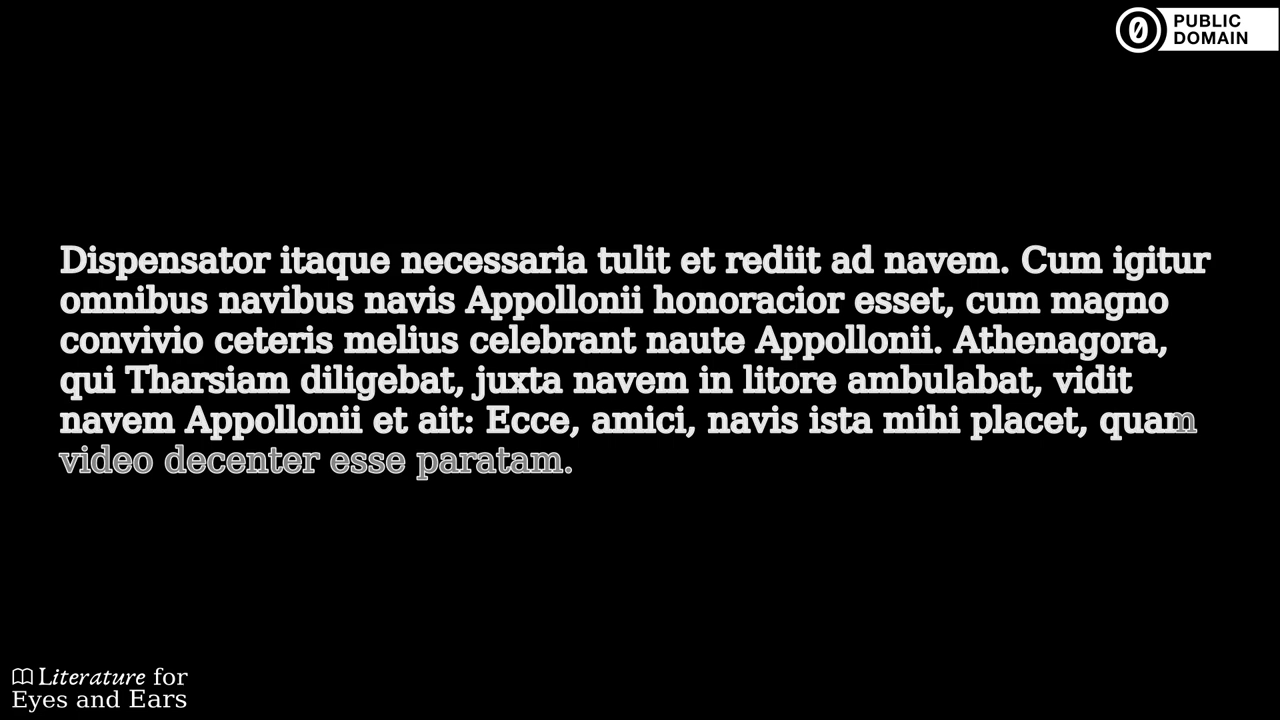 PUBLIC
DOMAIN
Dispensator itaque necessaria tulit et rediit ad navem. Cum igitur
omnibus navibus navis Appollonii honoracior esset, cum magno
convivio ceteris melius celebrant naute Appollonii. Athenagora,
qui Tharsiam diligebat, juxta navem in litore ambulabat, vidit
navem Appollonii et ait: Ecce, amici, navis ista mihi placet, quam
video decenter esse paratam.
Literature for
Eyes and Ears